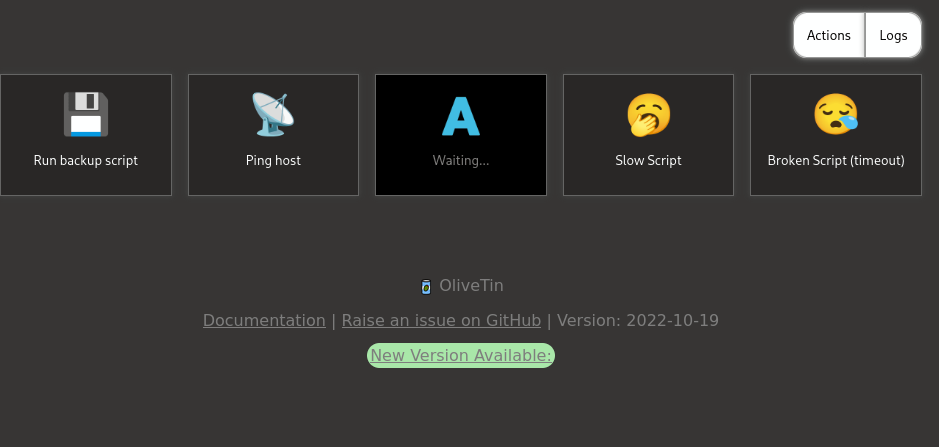 Actions Logs
Run backup script
Ping host
A
Waiting...
Slow Script
Broken Script (timeout)
OliveTin
Documentation | Raise an issue on GitHub | Version: 2022-10-19
New Version Available: